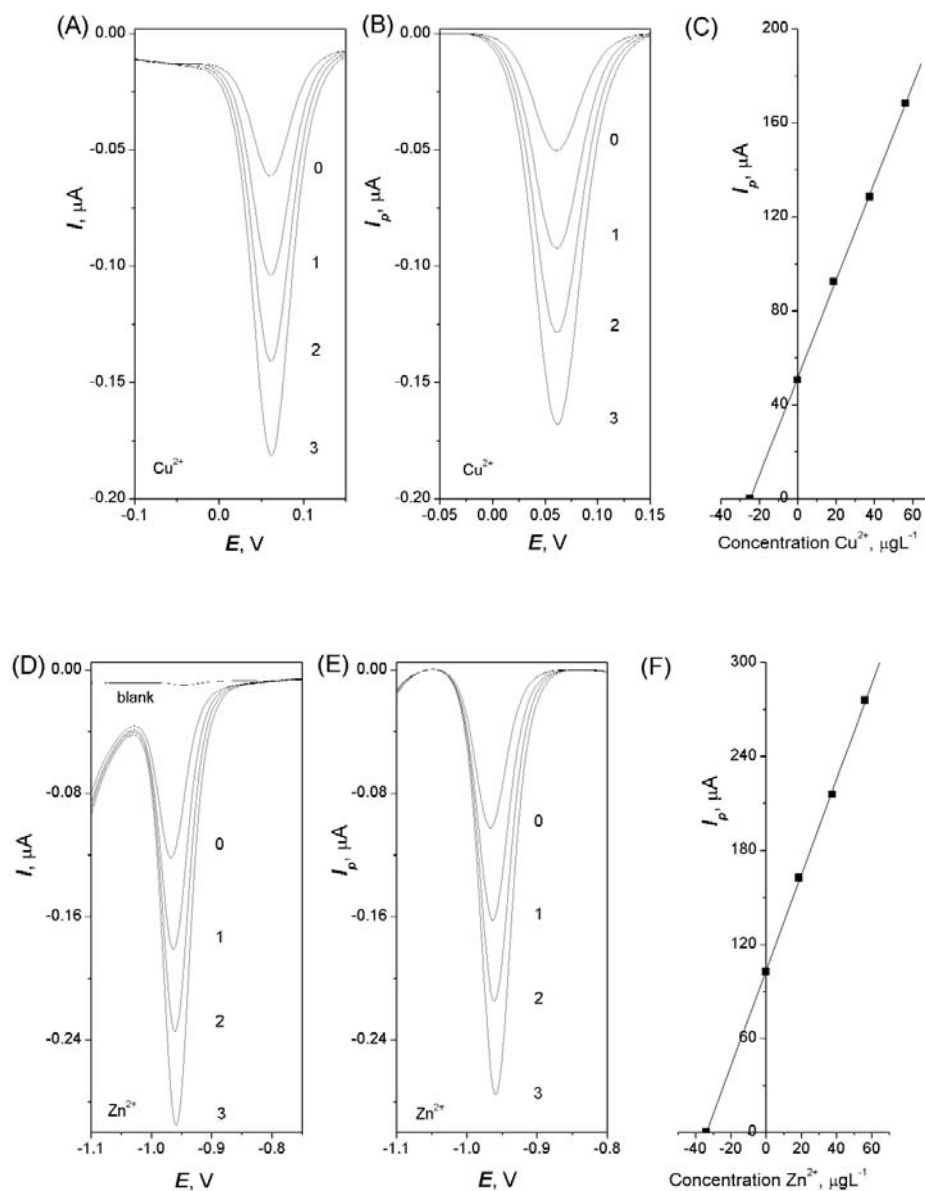 (A)
0.00
-0.05
-0.10
-0.15
-0.20
I, μA
0
1
2
3
Cu²⁺
-0.1 0.0 0.1
E, V
(B)
0.00
-0.05
-0.10
-0.15
-0.20
Iₚ, μA
0
1
2
3
Cu²⁺
-0.05 0.00 0.05 0.10 0.15
E, V
(C)
200
160
120
80
40
0
Iₚ, μA
-40 -20 0 20 40 60
Concentration Cu²⁺, μgL⁻¹
(D)
0.00
-0.08
-0.16
-0.24
I, μA
blank
0
1
2
3
Zn²⁺
-1.1 -1.0 -0.9 -0.8
E, V
(E)
0.00
-0.08
-0.16
-0.24
Iₚ, μA
0
1
2
3
Zn²⁺
-1.1 -1.0 -0.9 -0.8
E, V
(F)
300
240
180
120
60
0
Iₚ, μA
-40 -20 0 20 40 60
Concentration Zn²⁺, μgL⁻¹